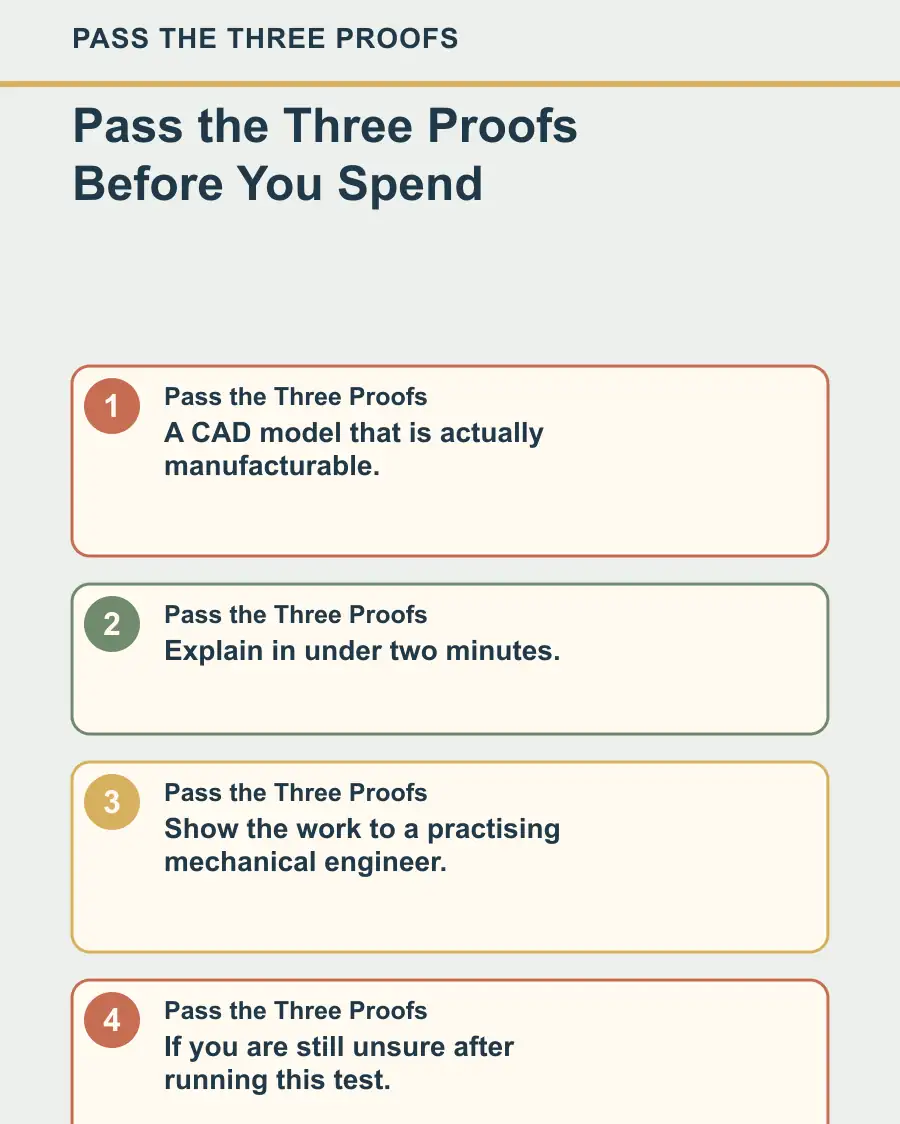 PASS THE THREE PROOFS
Pass the Three Proofs
Before You Spend
1
Pass the Three Proofs
A CAD model that is actually
manufacturable.
2
Pass the Three Proofs
Explain in under two minutes.
3
Pass the Three Proofs
Show the work to a practising
mechanical engineer.
4
Pass the Three Proofs
If you are still unsure after
running this test.